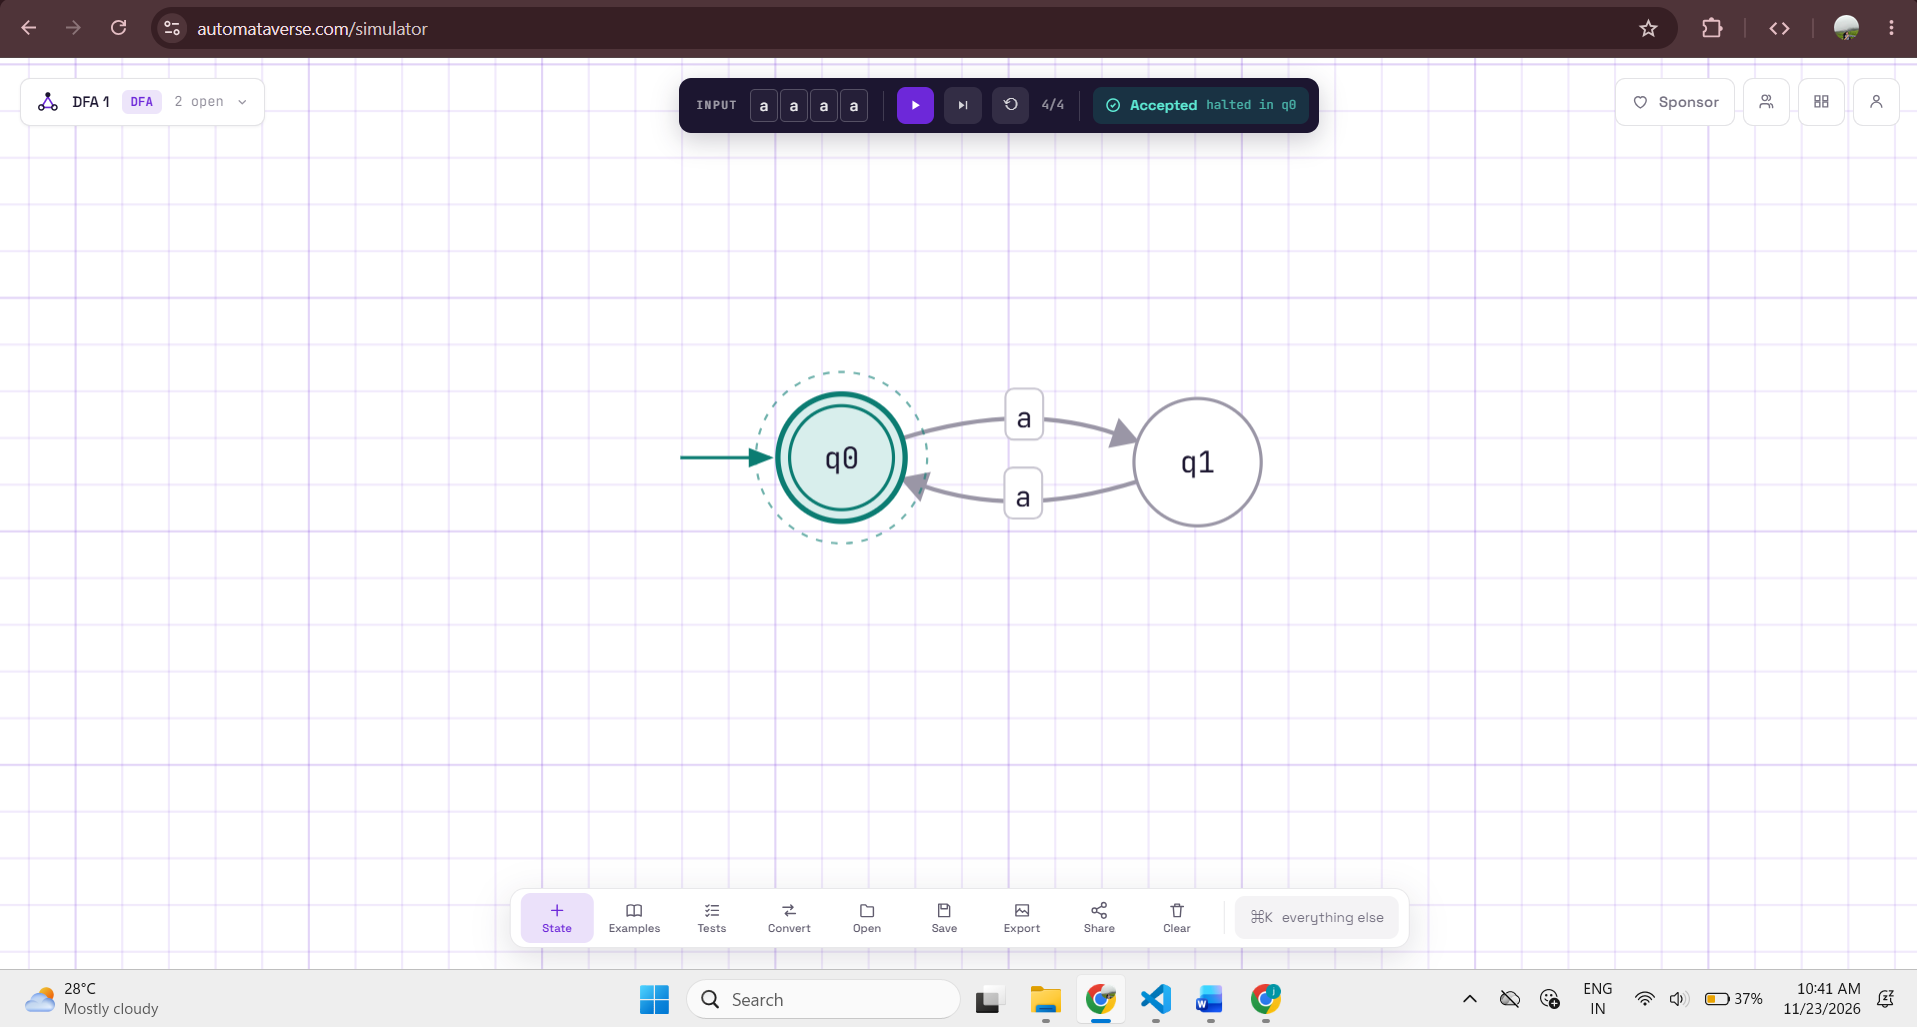 automataverse.com/simulator
DFA 1 DFA 2 open
INPUT a a a a 4/4 Accepted halted in q0
Sponsor
a
q0 q1
a
State Examples Tests Convert Open Save Export Share Clear ⌘K everything else
28°C
Mostly cloudy
Search
ENG
IN
37%
10:41 AM
11/23/2026